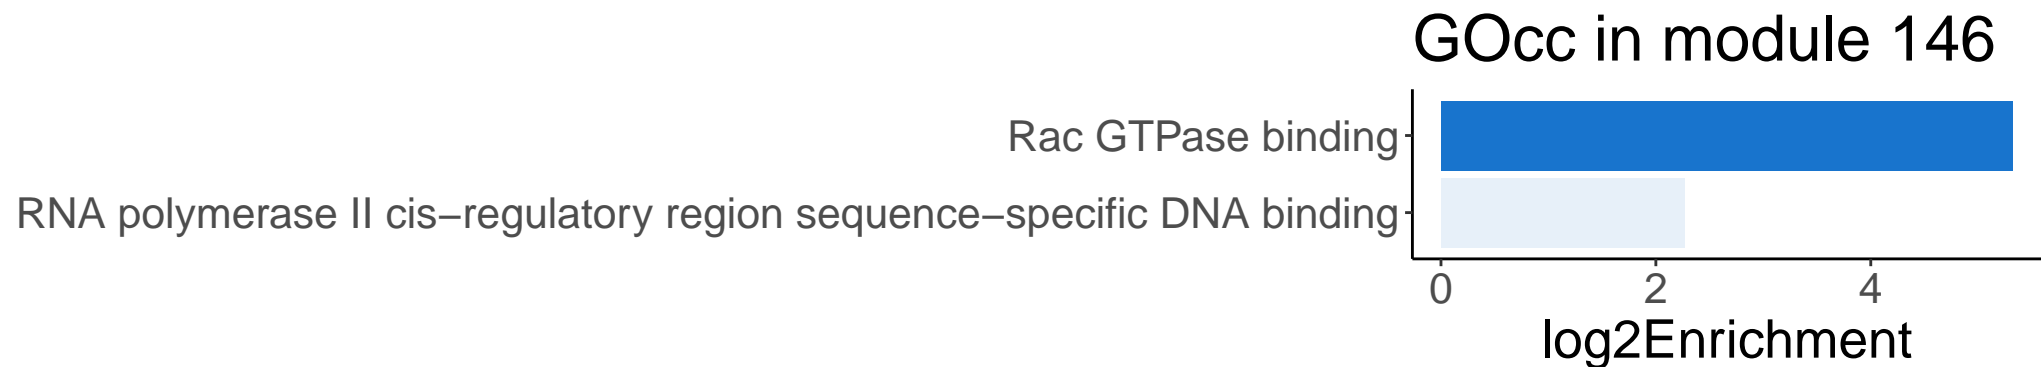 GOcc in module 146
Rac GTPase binding
RNA polymerase II cis−regulatory region sequence−specific DNA binding
0 2 4
log2Enrichment